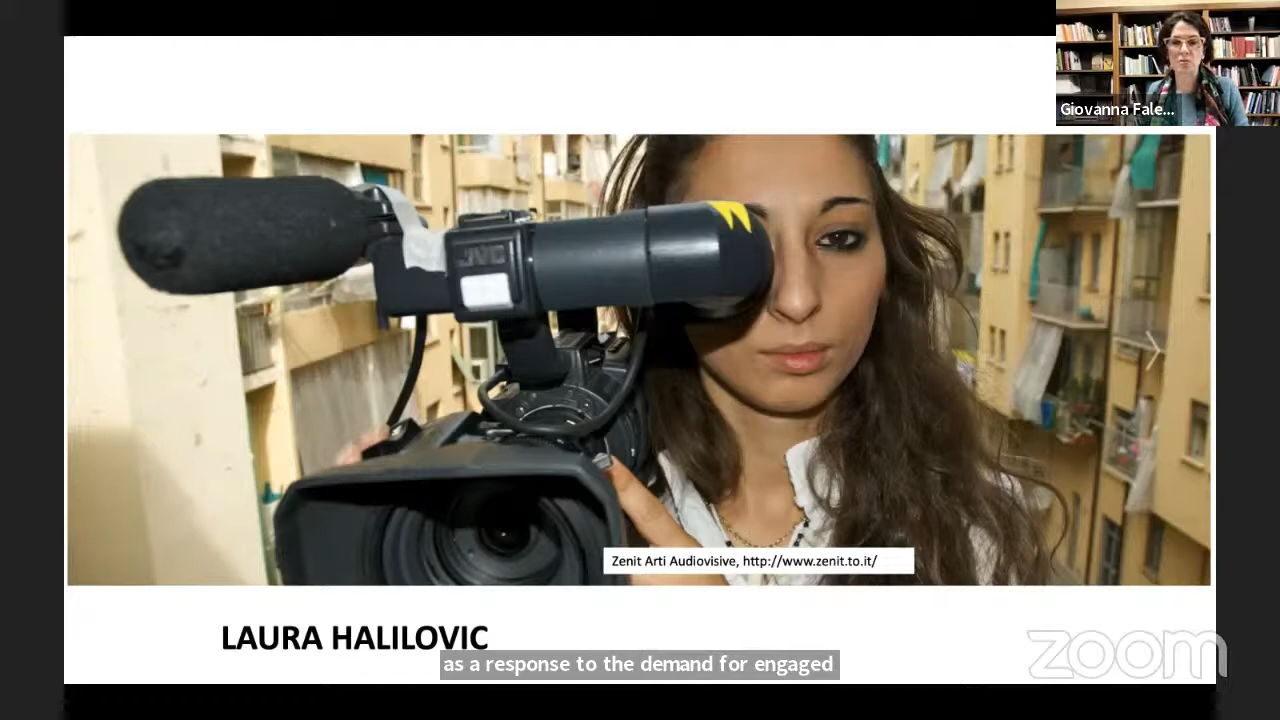 Giovanna Fale...
JVC
Zenit Arti Audiovisive, http://www.zenit.to.it/
LAURA HALILOVIC
as a response to the demand for engaged
zoom